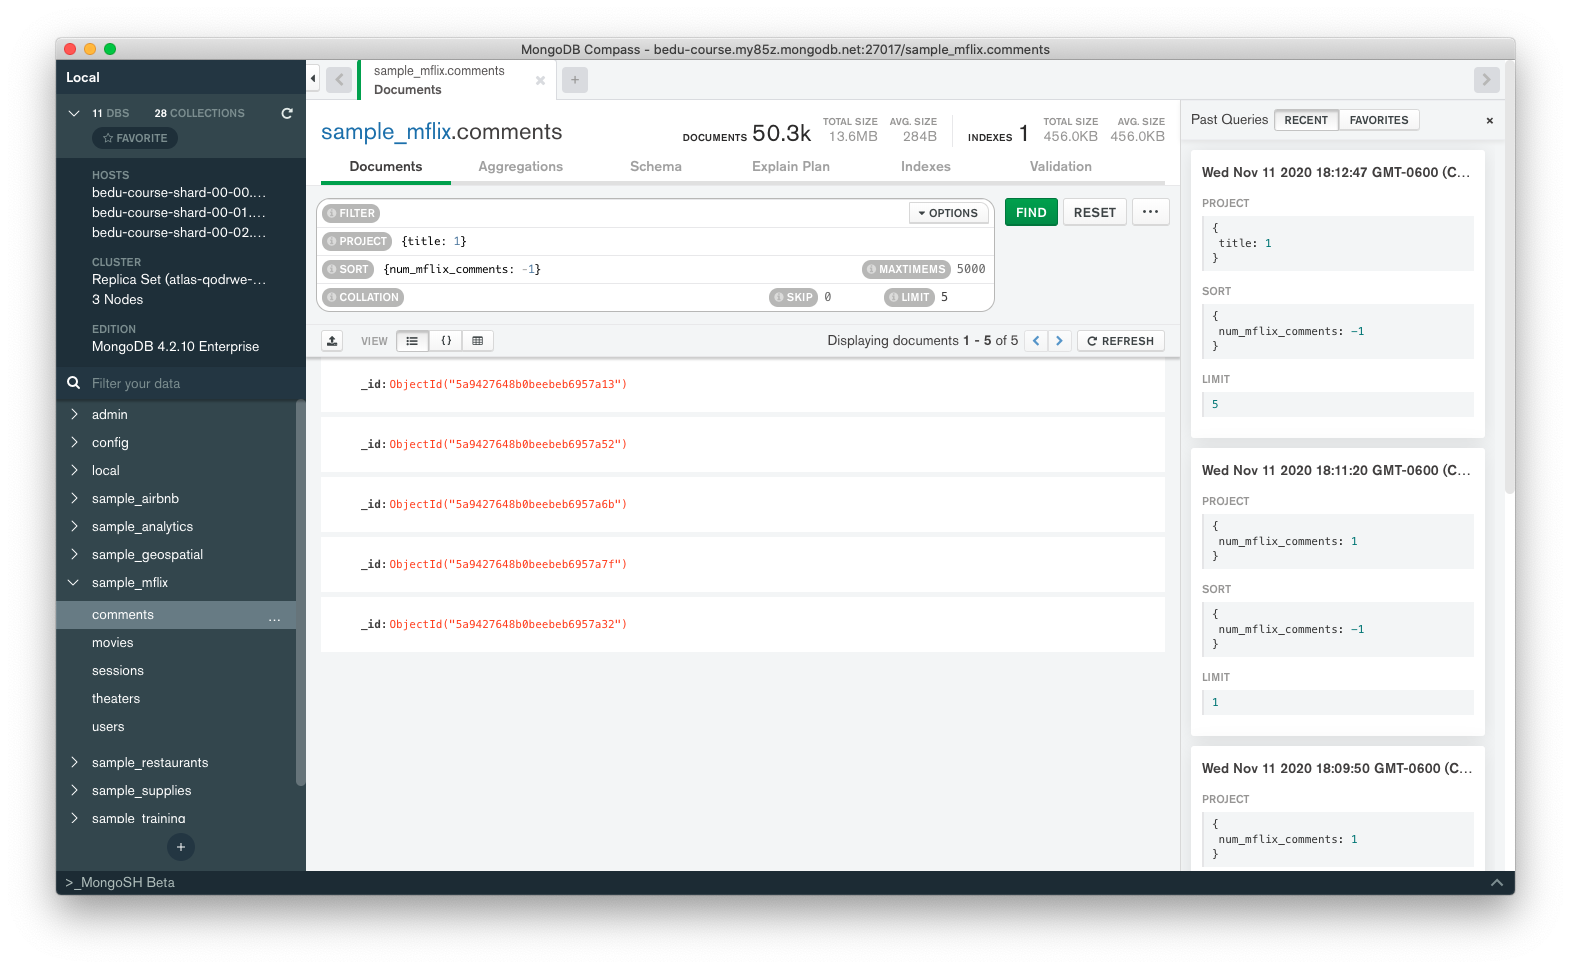 MongoDB Compass - bedu-course.my85z.mongodb.net:27017/sample_mflix.comments
Local
11 DBS 28 COLLECTIONS
FAVORITE
HOSTS
bedu-course-shard-00-00....
bedu-course-shard-00-01....
bedu-course-shard-00-02....
CLUSTER
Replica Set (atlas-qodrwe-...
3 Nodes
EDITION
MongoDB 4.2.10 Enterprise
Filter your data
admin
config
local
sample_airbnb
sample_analytics
sample_geospatial
sample_mflix
comments ...
movies
sessions
theaters
users
sample_restaurants
sample_supplies
sample_training
+
>_MongoSH Beta
sample_mflix.comments
Documents
+
sample_mflix.comments
DOCUMENTS 50.3k
TOTAL SIZE
13.6MB
AVG. SIZE
284B
INDEXES 1
TOTAL SIZE
456.0KB
AVG. SIZE
456.0KB
Documents Aggregations Schema Explain Plan Indexes Validation
FILTER OPTIONS
FIND RESET ...
PROJECT {title: 1}
SORT {num_mflix_comments: -1} MAXTIMEMS 5000
COLLATION SKIP 0 LIMIT 5
VIEW {} Displaying documents 1 - 5 of 5 REFRESH
_id: ObjectId("5a9427648b0beebeb6957a13")
_id: ObjectId("5a9427648b0beebeb6957a52")
_id: ObjectId("5a9427648b0beebeb6957a6b")
_id: ObjectId("5a9427648b0beebeb6957a7f")
_id: ObjectId("5a9427648b0beebeb6957a32")
Past Queries RECENT FAVORITES ×
Wed Nov 11 2020 18:12:47 GMT-0600 (C...
PROJECT
{
title: 1
}
SORT
{
num_mflix_comments: -1
}
LIMIT
5
Wed Nov 11 2020 18:11:20 GMT-0600 (C...
PROJECT
{
num_mflix_comments: 1
}
SORT
{
num_mflix_comments: -1
}
LIMIT
1
Wed Nov 11 2020 18:09:50 GMT-0600 (C...
PROJECT
{
num_mflix_comments: 1
}